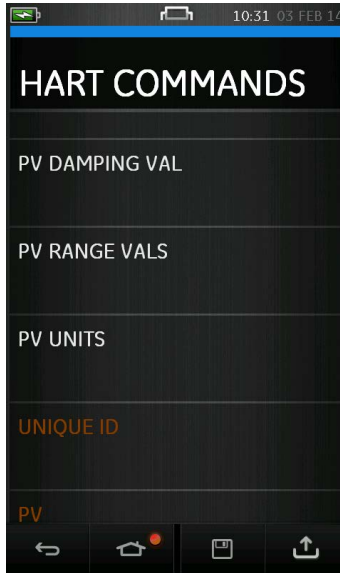 10:31 03 FEB 14
HART COMMANDS
PV DAMPING VAL
PV RANGE VALS
PV UNITS
UNIQUE ID
PV